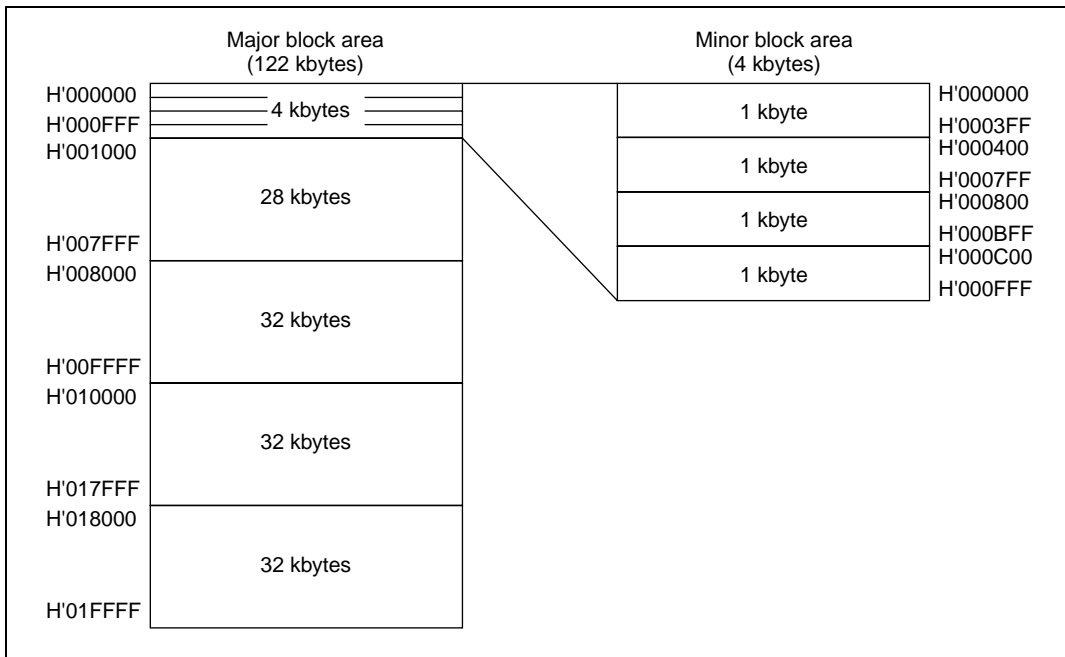 Major block area
(122 kbytes)
H'000000
4 kbytes
H'000FFF
H'001000
28 kbytes
H'007FFF
H'008000
32 kbytes
H'00FFFF
H'010000
32 kbytes
H'017FFF
H'018000
32 kbytes
H'01FFFF
Minor block area
(4 kbytes)
H'000000
1 kbyte
H'0003FF
H'000400
1 kbyte
H'0007FF
H'000800
1 kbyte
H'000BFF
H'000C00
1 kbyte
H'000FFF